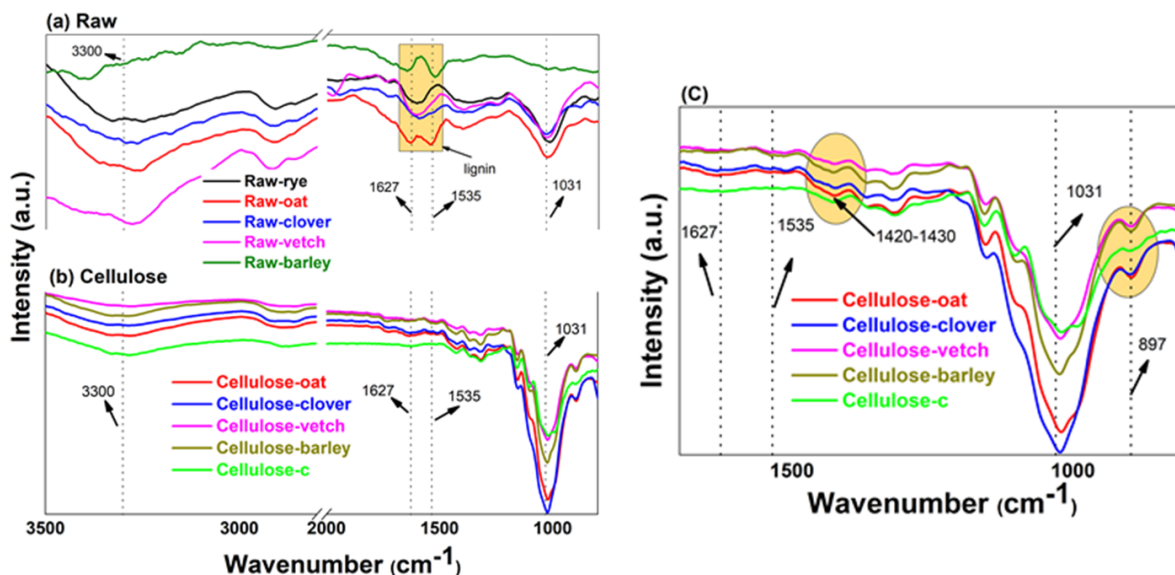 (a) Raw
3300
lignin
1627
1535
1031
Raw-rye
Raw-oat
Raw-clover
Raw-vetch
Raw-barley
(b) Cellulose
1031
3300
1627
1535
Cellulose-oat
Cellulose-clover
Cellulose-vetch
Cellulose-barley
Cellulose-c
Intensity (a.u.)
3500
3000
2000
1500
1000
Wavenumber (cm-1)
(C)
1031
1627
1535
1420-1430
897
Cellulose-oat
Cellulose-clover
Cellulose-vetch
Cellulose-barley
Cellulose-c
Intensity (a.u.)
1500
1000
Wavenumber (cm-1)